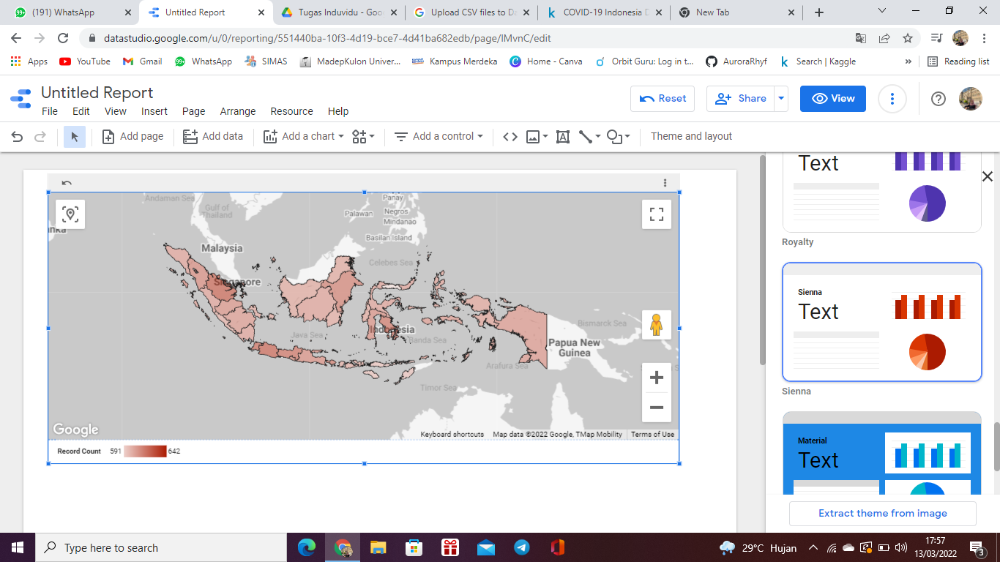 (191) WhatsApp
Untitled Report
Tugas Induvidu - Goo
Upload CSV files to Da
COVID-19 Indonesia D
New Tab
datastudio.google.com/u/0/reporting/551440ba-10f3-4d19-bce7-4d41ba682edb/page/lMvnC/edit
Apps
YouTube
Gmail
99+
WhatsApp
SIMAS
MadepKulon Univer...
Kampus Merdeka
Home - Canva
Orbit Guru: Log in t...
AuroraRhyf
Search | Kaggle
»
Reading list
Untitled Report
File Edit View Insert Page Arrange Resource Help
Reset
Share
View
Add page
Add data
Add a chart
Add a control
Theme and layout
Andaman Sea
Gulf of
Thailand
Panay
Palawan
Negros
Mindanao
Basilan Island
nka
Malaysia
Celebes Sea
Singapore
Java Sea
Indonesia
Banda Sea
Bismarck Sea
Papua New
Guinea
Arafura Sea
Timor Sea
Google
Keyboard shortcuts
Map data ©2022 Google, TMap Mobility
Terms of Use
Record Count 591 642
Text
Royalty
Sienna
Text
Sienna
Material
Text
Extract theme from image
Type here to search
29°C Hujan
17:57
13/03/2022
3